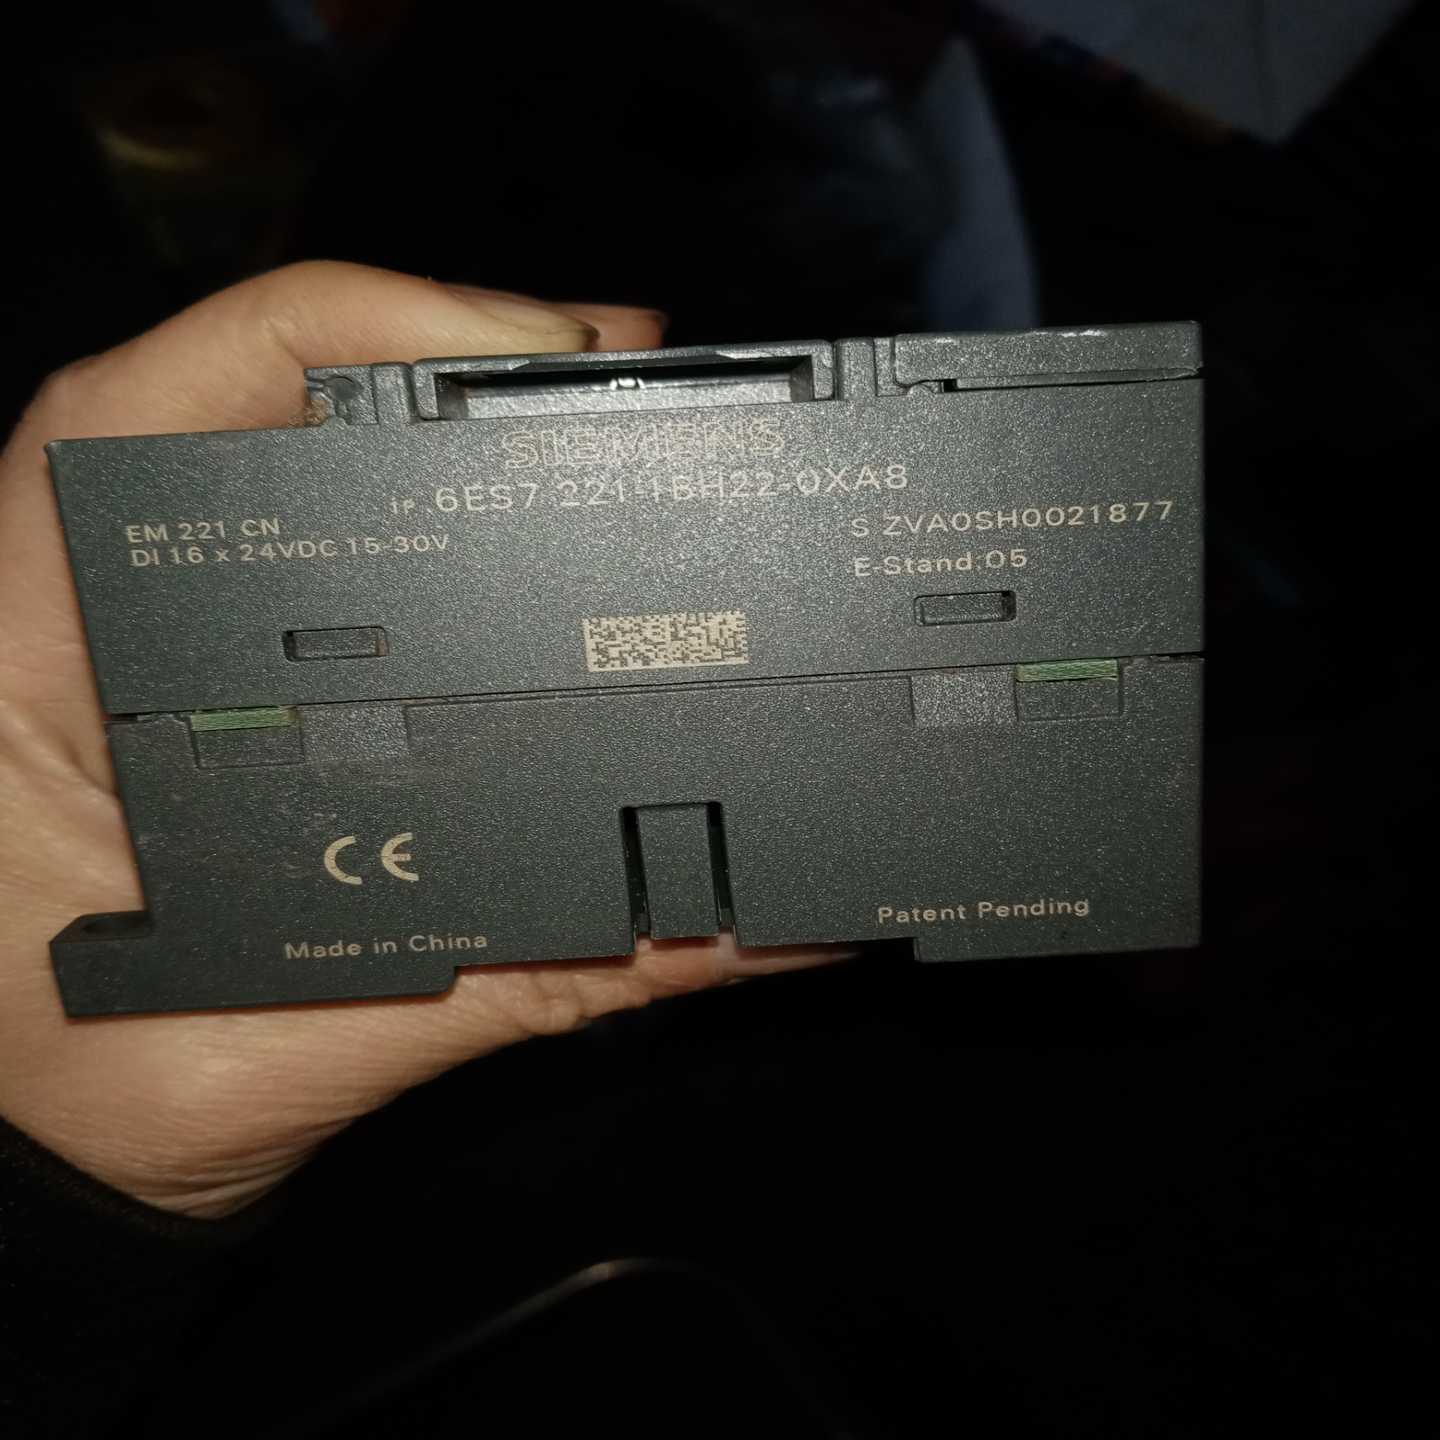 SIEMENS
1P 6ES7 221-1BH22-0XA8
EM 221 CN
DI 16 x 24VDC 15-30V
S ZVA0SH0021877
E-Stand:05
CE
Made in China
Patent Pending